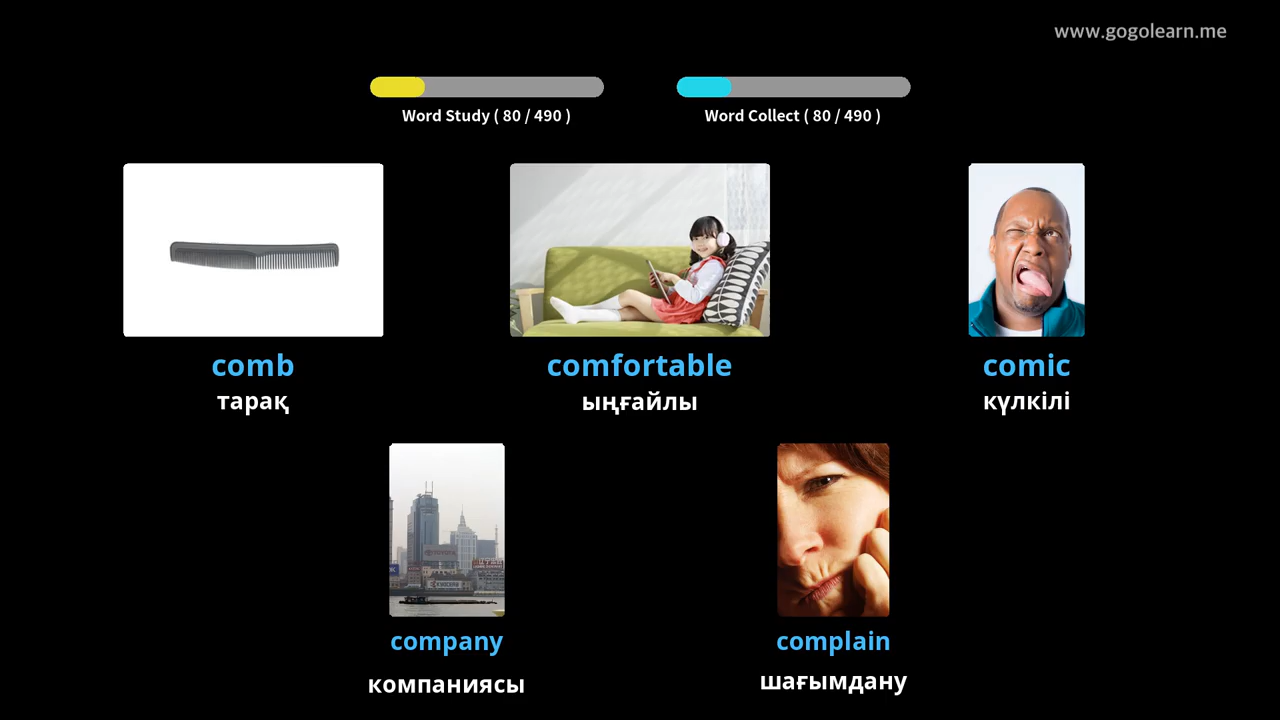 www.gogolearn.me
Word Study ( 80 / 490 )
Word Collect ( 80 / 490 )
comb
тарақ
comfortable
ыңғайлы
comic
күлкілі
TOYOTA
company
компаниясы
complain
шағымдану